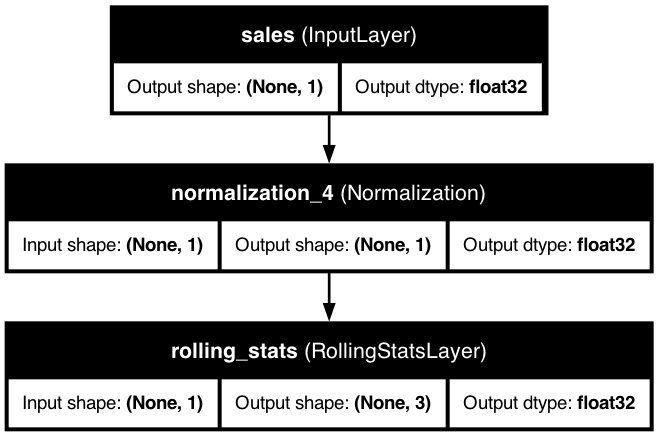 sales (InputLayer)
Output shape: (None, 1) Output dtype: float32
normalization_4 (Normalization)
Input shape: (None, 1) Output shape: (None, 1) Output dtype: float32
rolling_stats (RollingStatsLayer)
Input shape: (None, 1) Output shape: (None, 3) Output dtype: float32